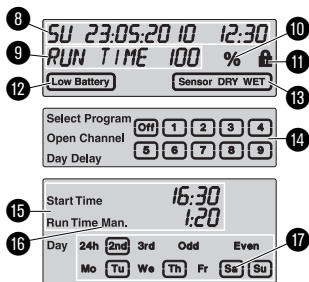 8
SU 23:05:2010 12:30
9
RUN TIME 100 %
10
11
12
Low Battery
Sensor DRY WET
13
Select Program
Off 1 2 3 4
Open Channel
14
Day Delay
5 6 7 8 9
15
Start Time 16:30
Run Time Man. 1:20
16
Day 24h 2nd 3rd Odd Even
17
Mo Tu We Th Fr Sa Su